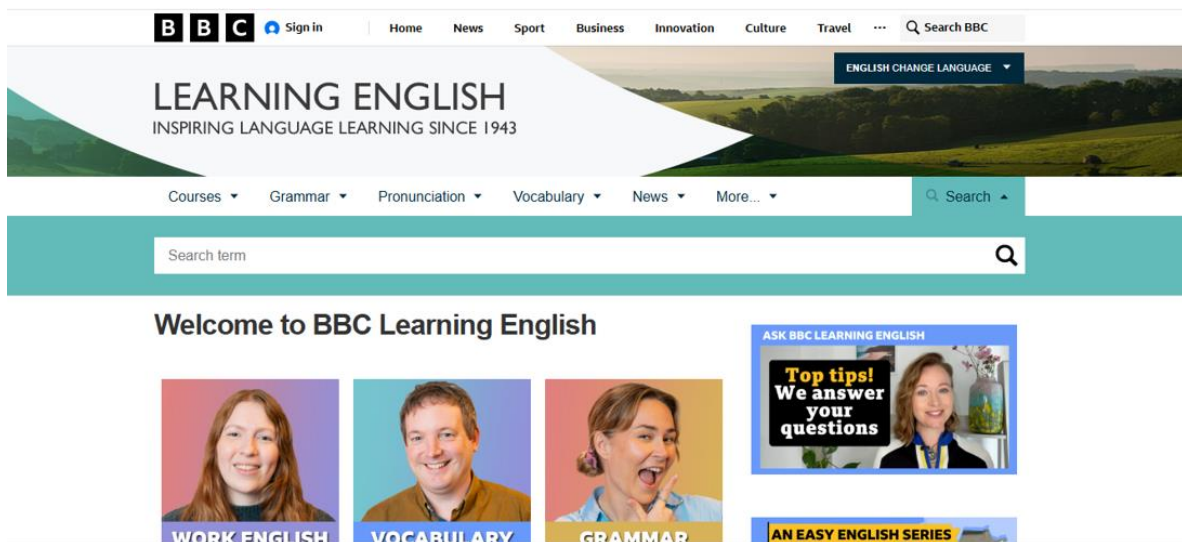 BBC Sign in Home News Sport Business Innovation Culture Travel ... Search BBC
ENGLISH CHANGE LANGUAGE
LEARNING ENGLISH
INSPIRING LANGUAGE LEARNING SINCE 1943
Courses Grammar Pronunciation Vocabulary News More... Search
Search term
Welcome to BBC Learning English
WORK ENGLISH
VOCABULARY
GRAMMAR
ASK BBC LEARNING ENGLISH
Top tips!
We answer
your
questions
AN EASY ENGLISH SERIES